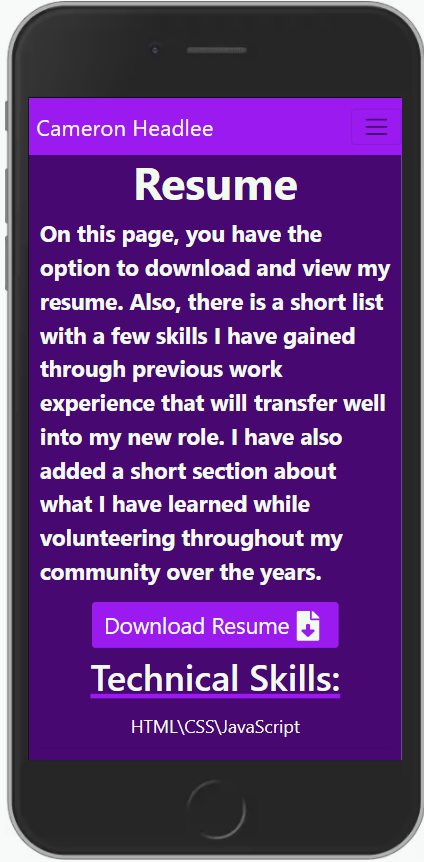 Cameron Headlee
Resume
On this page, you have the
option to download and view my
resume. Also, there is a short list
with a few skills I have gained
through previous work
experience that will transfer well
into my new role. I have also
added a short section about
what I have learned while
volunteering throughout my
community over the years.
Download Resume
Technical Skills:
HTML\CSS\JavaScript